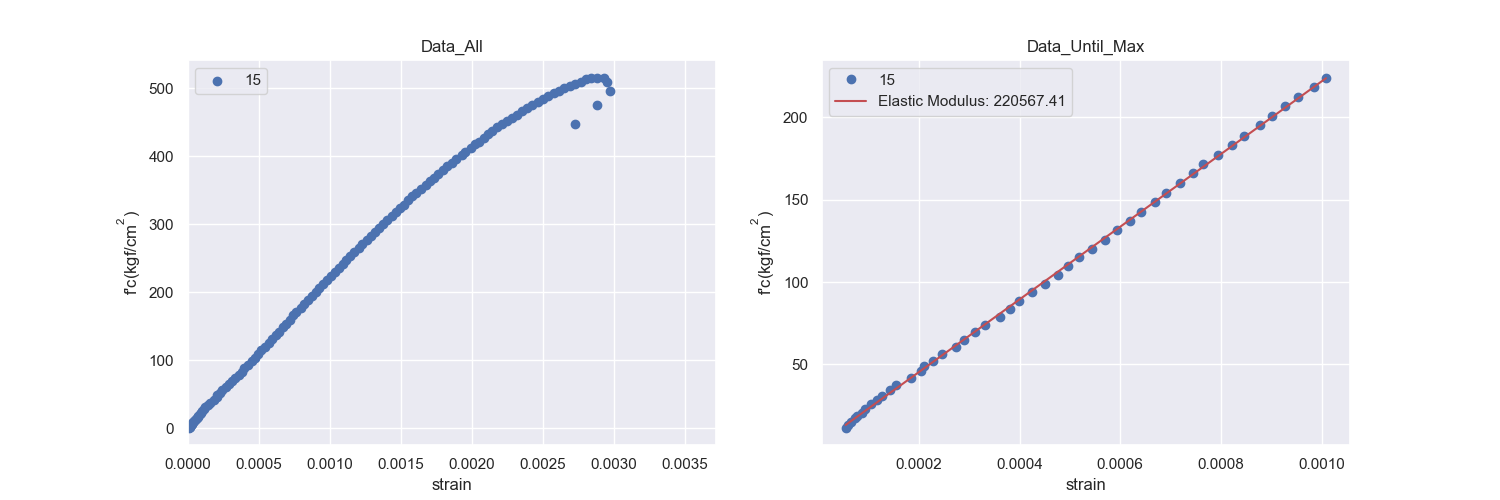 Data_All
15
500
400
300
200
100
0
f'c(kgf/cm²)
0.0000 0.0005 0.0010 0.0015 0.0020 0.0025 0.0030 0.0035
strain
Data_Until_Max
15
Elastic Modulus: 220567.41
200
150
100
50
f'c(kgf/cm²)
0.0002 0.0004 0.0006 0.0008 0.0010
strain